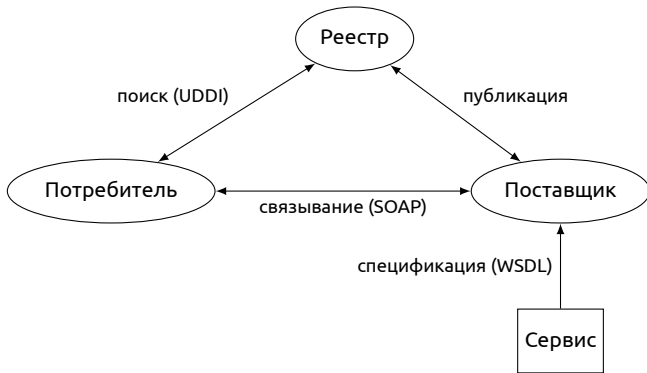 Реестр
поиск (UDDI)
публикация
Потребитель
Поставщик
связывание (SOAP)
спецификация (WSDL)
Сервис